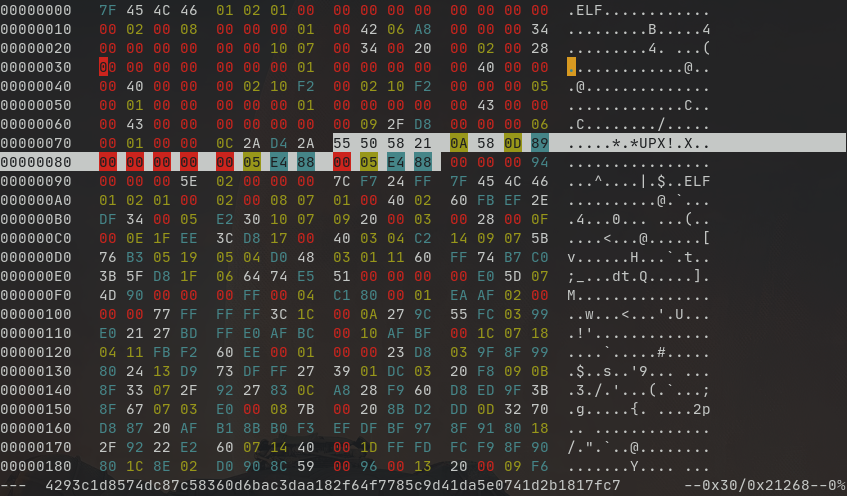 00000000 7F 45 4C 46 01 02 01 00 00 00 00 00 00 00 00 00 .ELF............
00000010 00 02 00 08 00 00 00 01 00 42 06 A8 00 00 00 34 .........B.....4
00000020 00 00 00 00 00 00 10 07 00 34 00 20 00 02 00 28 .........4. ...(
00000030 00 00 00 00 00 00 00 01 00 00 00 00 00 40 00 00 .............@..
00000040 00 40 00 00 00 02 10 F2 00 02 10 F2 00 00 00 05 .@..............
00000050 00 01 00 00 00 00 00 01 00 00 00 00 00 43 00 00 .............C..
00000060 00 43 00 00 00 00 00 00 00 09 2F D8 00 00 00 06 .C......../.....
00000070 00 01 00 00 0C 2A D4 2A 55 50 58 21 0A 58 0D 89 .....*.*UPX!.X..
00000080 00 00 00 00 00 05 E4 88 00 05 E4 88 00 00 00 94 ................
00000090 00 00 00 5E 02 00 00 00 7C F7 24 FF 7F 45 4C 46 ...^....|.$..ELF
000000A0 01 02 01 00 02 00 08 07 01 00 40 02 60 FB EF 2E ..........@.`...
000000B0 DF 34 00 05 E2 30 10 07 09 20 00 03 00 28 00 0F .4...0... ...(..
000000C0 00 0E 1F EE 3C D8 17 00 40 03 04 C2 14 09 07 5B ....<...@......[
000000D0 76 B3 05 19 05 04 D0 48 03 01 11 60 FF 74 B7 C0 v......H...`.t..
000000E0 3B 5F D8 1F 06 64 74 E5 51 00 00 00 00 E0 5D 07 ;_...dt.Q.....].
000000F0 4D 90 00 00 00 FF 00 04 C1 80 00 01 EA AF 02 00 M...............
00000100 00 00 77 FF FF FF 3C 1C 00 0A 27 9C 55 FC 03 99 ..w...<...'.U...
00000110 E0 21 27 BD FF E0 AF BC 00 10 AF BF 00 1C 07 18 .!'.............
00000120 04 11 FB F2 60 EE 00 01 00 00 23 D8 03 9F 8F 99 ....`.....#.....
00000130 80 24 13 D9 73 DF FF 27 39 01 DC 03 20 F8 09 0B .$..s..'9... ...
00000140 8F 33 07 2F 92 27 83 0C A8 28 F9 60 D8 ED 9F 3B .3./.'...(.`...;
00000150 8F 67 07 03 E0 00 08 7B 00 20 8B D2 DD 0D 32 70 .g.....{. ....2p
00000160 D8 87 20 AF B1 8B B0 F3 EF DF BF 97 8F 91 80 18 .. .............
00000170 2F 92 22 E2 60 07 14 40 00 1D FF FD FC F9 8F 90 /.".`..@........
00000180 80 1C 8E 02 D0 90 8C 59 00 96 00 13 20 00 09 F6 .......Y.... ...
--- 4293c1d8574dc87c58360d6bac3daa182f64f7785c9d41da5e0741d2b1817fc7 --0x30/0x21268--0%